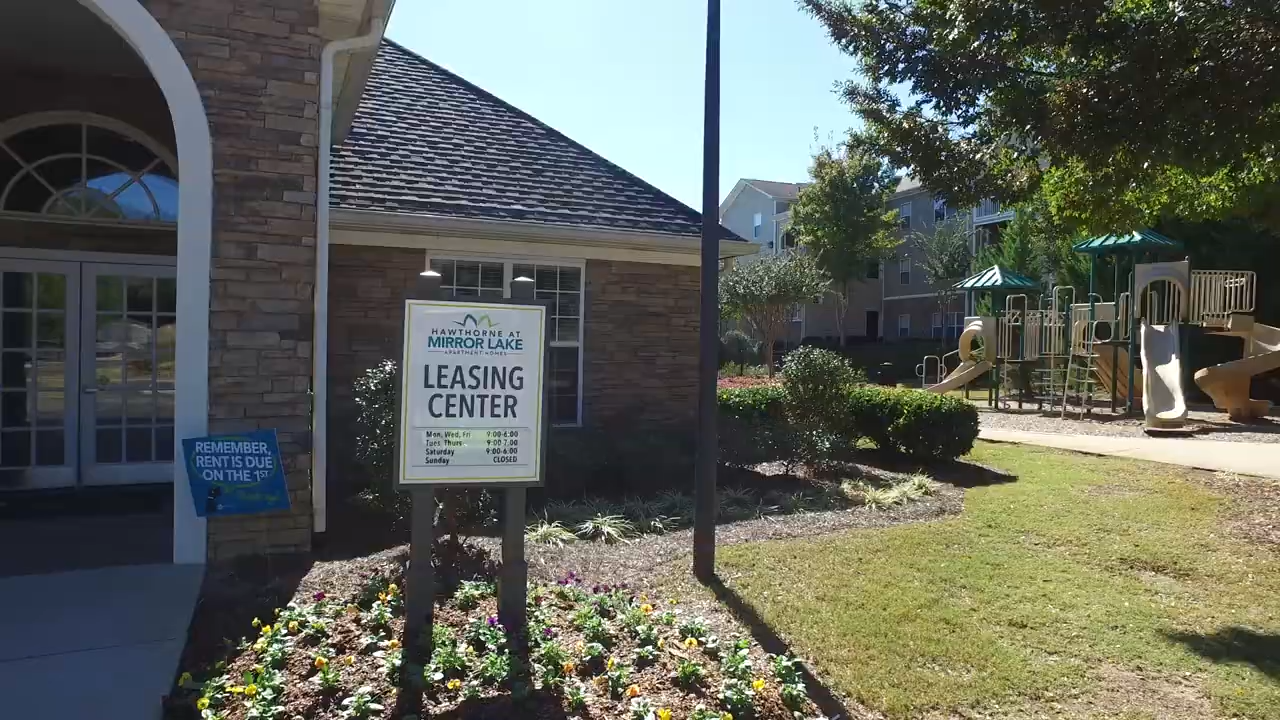 HAWTHORNE AT
MIRROR LAKE
APARTMENT HOMES
LEASING
CENTER
Mon, Wed, Fri 9:00-6:00
Tues, Thurs 9:00-7:00
Saturday 9:00-6:00
Sunday CLOSED
REMEMBER,
RENT IS DUE
ON THE 1ST